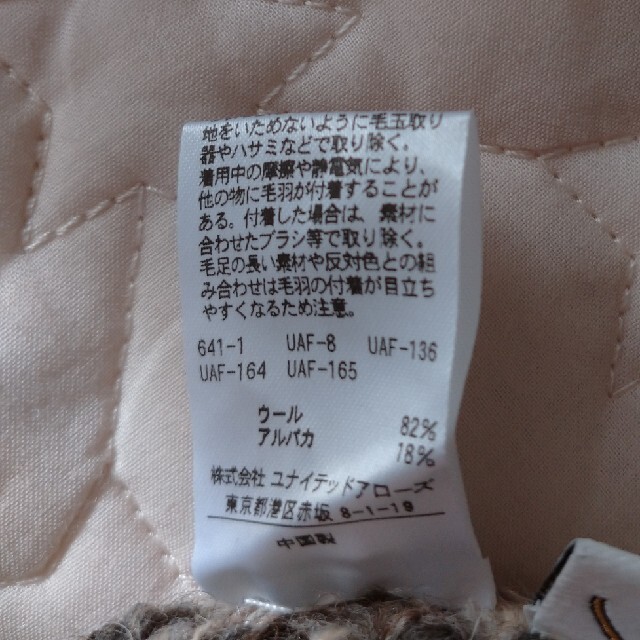 地をいためないように毛玉取り
器やハサミなどで取り除く。
着用中の摩擦や静電気により、
他の物に毛羽が付着することが
ある。付着した場合は、素材に
合わせたブラシ等で取り除く。
毛足の長い素材や反対色との組
み合わせは毛羽の付着が目立ち
やすくなるため注意。
641-1 UAF-8 UAF-136
UAF-164 UAF-165
ウール 82%
アルパカ 18%
株式会社 ユナイテッドアローズ
東京都港区赤坂 8-1-19
中国製